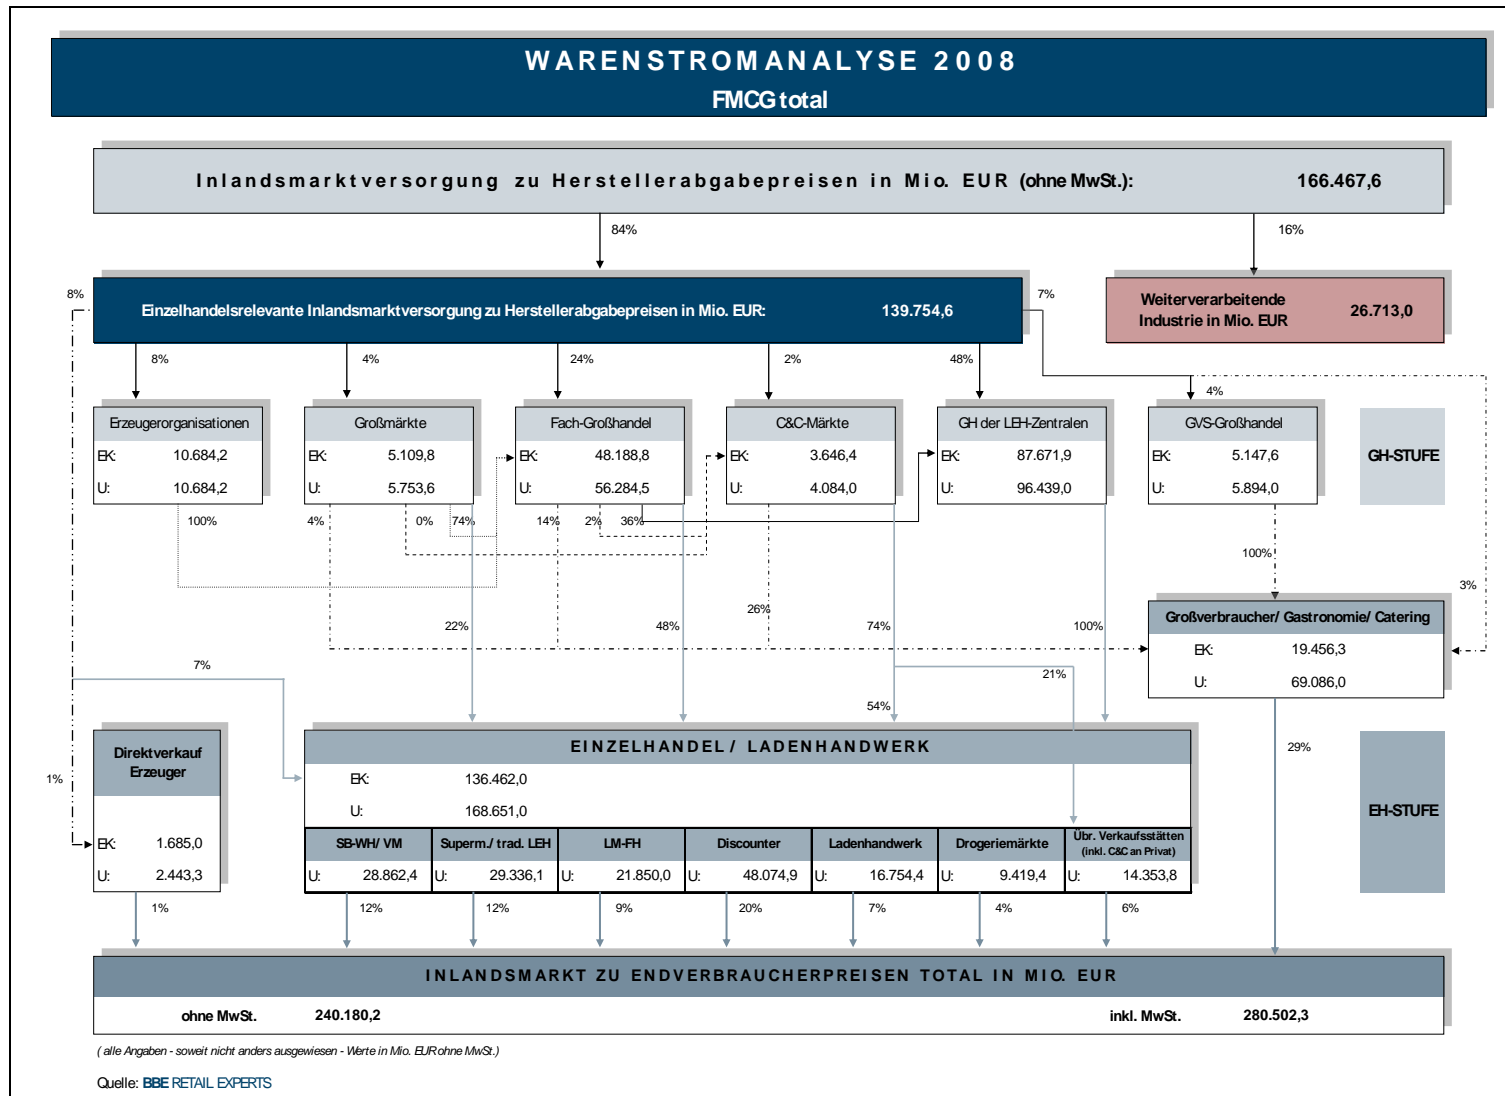 WARENSTROMANALYSE 2008
FMCG total
Inlandsmarktversorgung zu Herstellerabgabepreisen in Mio. EUR (ohne MwSt.): 166.467,6
84% 16%
8% Einzelhandelsrelevante Inlandsmarktversorgung zu Herstellerabgabepreisen in Mio. EUR: 139.754,6 7%
Weiterverarbeitende
Industrie in Mio. EUR 26.713,0
8% 4% 24% 2% 48% 4%
Erzeugerorganisationen Großmärkte Fach-Großhandel C&C-Märkte GH der LEH-Zentralen GVS-Großhandel
EK: 10.684,2 EK: 5.109,8 EK: 48.188,8 EK: 3.646,4 EK: 87.671,9 EK: 5.147,6 GH-STUFE
U: 10.684,2 U: 5.753,6 U: 56.284,5 U: 4.084,0 U: 96.439,0 U: 5.894,0
100% 4% 0% 74% 14% 2% 36%
100%
3%
26%
22% 48% 74% 100%
Großverbraucher/ Gastronomie/ Catering
EK: 19.456,3
U: 69.086,0
7% 21%
54%
Direktverkauf
Erzeuger
EINZELHANDEL / LADENHANDWERK
29%
1%
EK: 136.462,0
U: 168.651,0
EH-STUFE
SB-WH/ VM Superm./ trad. LEH LM-FH Discounter Ladenhandwerk Drogeriemärkte Übr. Verkaufsstätten
(inkl. C&C an Privat)
EK: 1.685,0
U: 2.443,3 U: 28.862,4 U: 29.336,1 U: 21.850,0 U: 48.074,9 U: 16.754,4 U: 9.419,4 U: 14.353,8
1% 12% 12% 9% 20% 7% 4% 6%
INLANDSMARKT ZU ENDVERBRAUCHERPREISEN TOTAL IN MIO. EUR
ohne MwSt. 240.180,2 inkl. MwSt. 280.502,3
( alle Angaben - soweit nicht anders ausgewiesen - Werte in Mio. EUR ohne MwSt.)
Quelle: BBE RETAIL EXPERTS